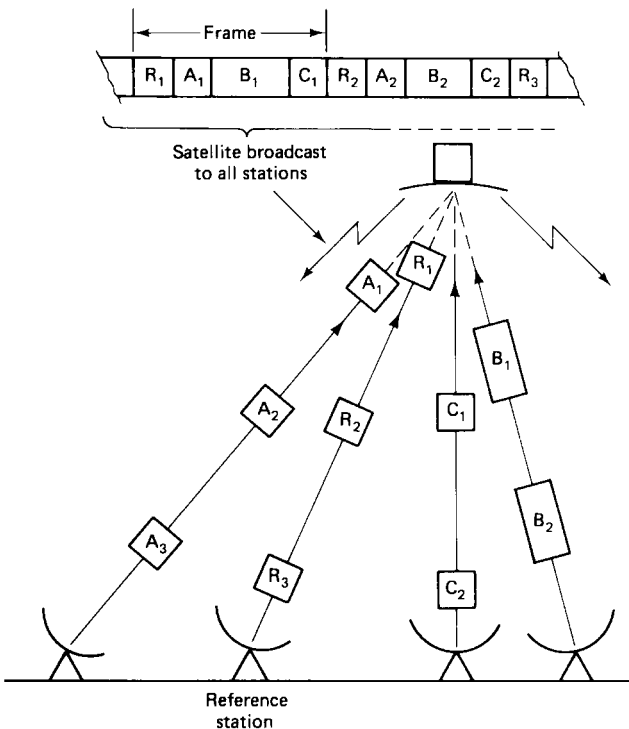 Frame
R₁ A₁ B₁ C₁ R₂ A₂ B₂ C₂ R₃
Satellite broadcast
to all stations
R₁
A₁
B₁
A₂
R₂
C₁
B₂
A₃
R₃
C₂
Reference
station